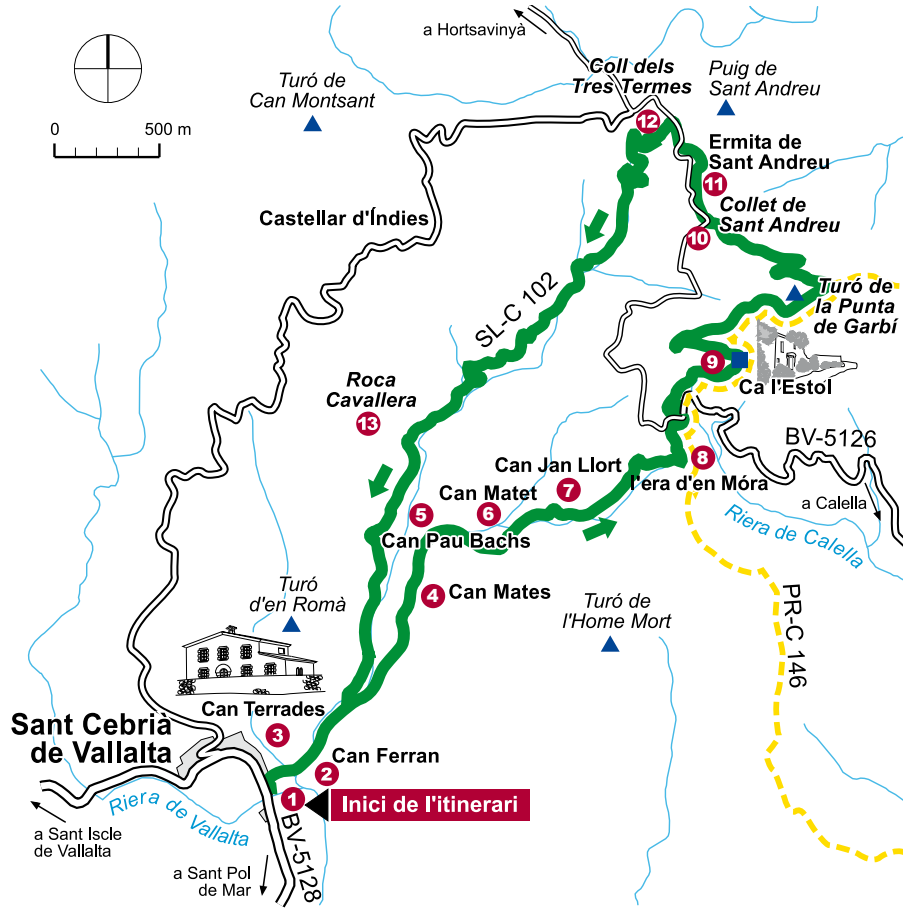 a Hortsavinyà
0
500 m
Turó de
Can Montsant
Coll dels
Tres Termes
Puig de
Sant Andreu
12
Ermita de
Sant Andreu
11
Collet de
Sant Andreu
10
Castellar d'Índies
SL-C 102
Turó de
la Punta
de Garbí
9
Ca l'Estol
Roca
Cavallera
13
BV-5126
a Calella
Riera de Calella
8
l'era d'en Móra
Can Jan Llort
7
Can Matet
6
5
Can Pau Bachs
4
Can Mates
Turó
d'en Romà
Turó de
l'Home Mort
PR-C 146
Can Terrades
3
Sant Cebrià
de Vallalta
Can Ferran
2
1
Inici de l'itinerari
Riera de Vallalta
BV-5128
a Sant Iscle
de Vallalta
a Sant Pol
de Mar